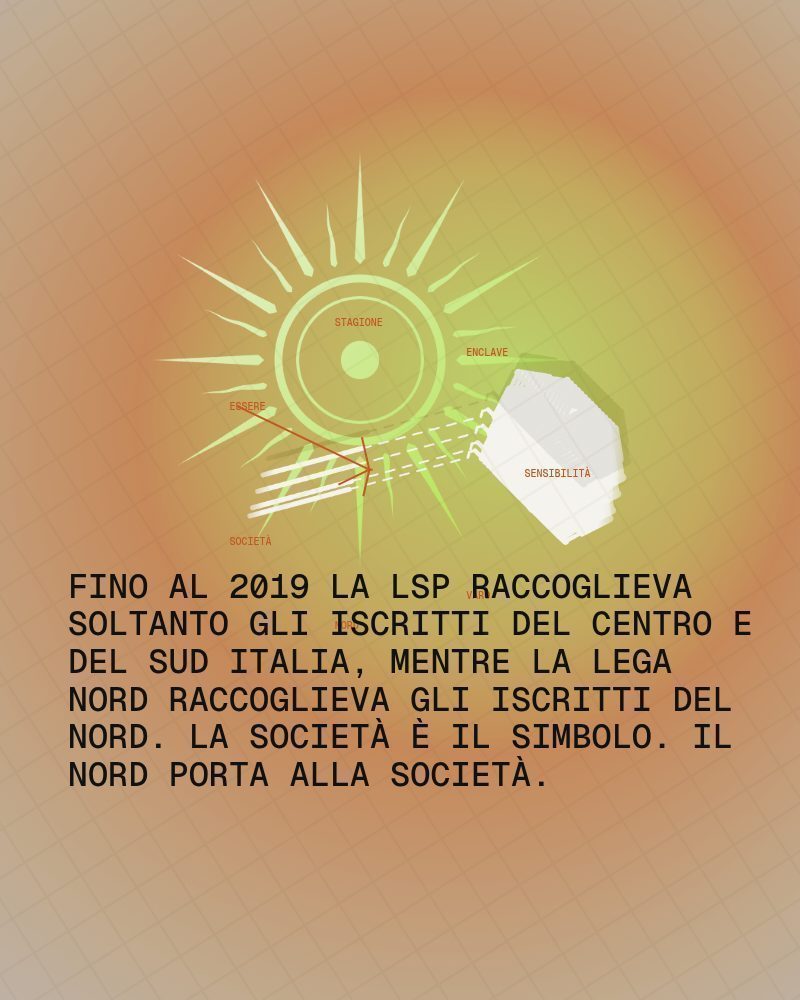 STAGIONE
ENCLAVE
ESSERE
SENSIBILITÀ
SOCIETÀ
FINO AL 2019 LA LSP RACCOGLIEVA
SOLTANTO GLI ISCRITTI DEL CENTRO E
DEL SUD ITALIA, MENTRE LA LEGA
NORD RACCOGLIEVA GLI ISCRITTI DEL
NORD. LA SOCIETÀ È IL SIMBOLO. IL
NORD PORTA ALLA SOCIETÀ.